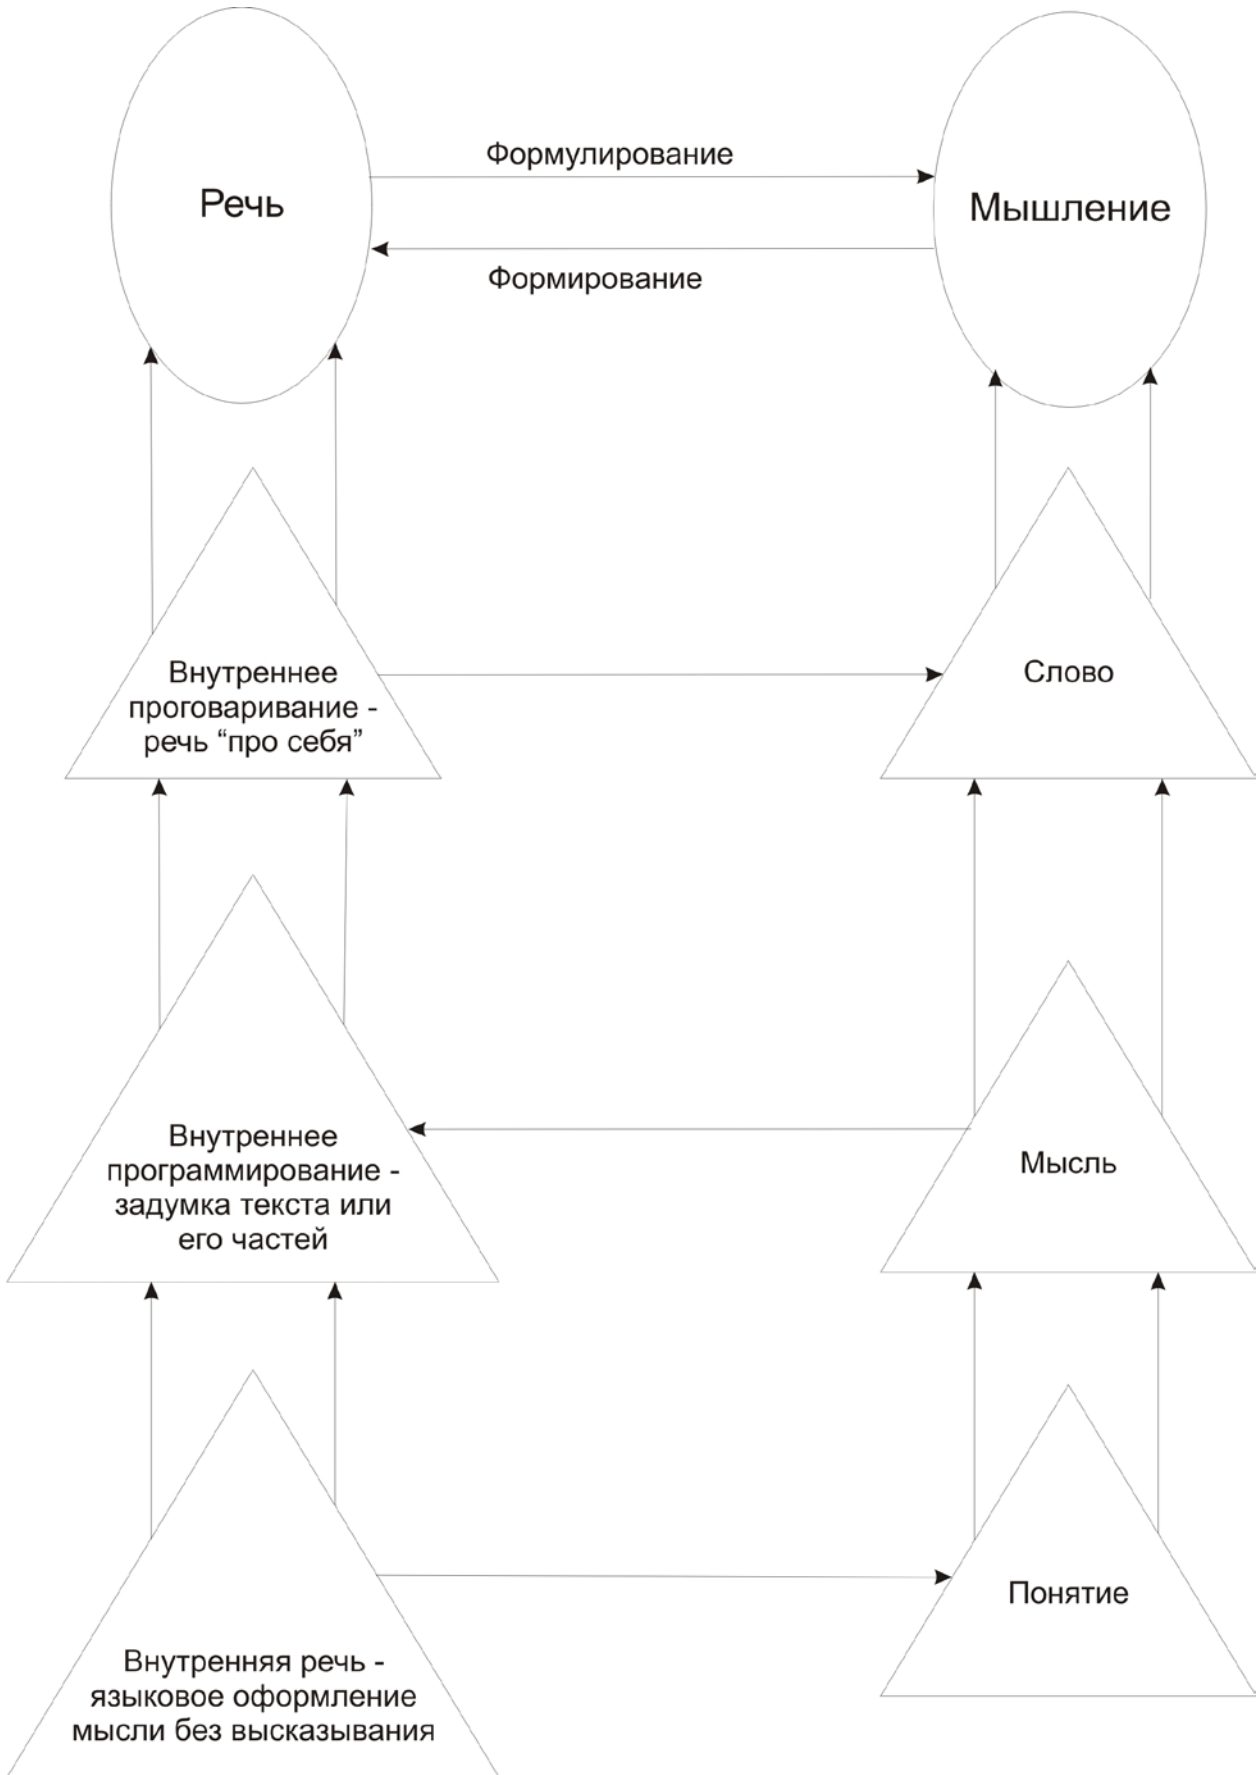 Формулирование
Речь
Мышление
Формирование
Внутреннее
проговаривание -
речь “про себя”
Слово
Внутреннее
программирование -
задумка текста или
его частей
Мысль
Внутренняя речь -
языковое оформление
мысли без высказывания
Понятие